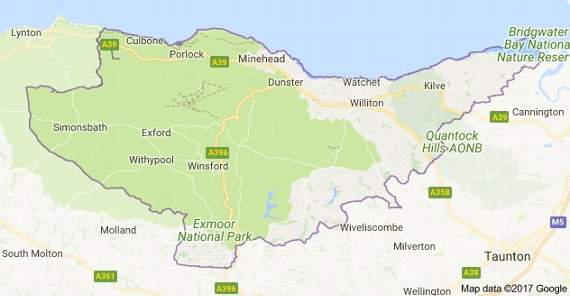 Lynton
Culbone
Bridgwater
Bay National
Nature Reser
A39
Porlock
A39
Minehead
Dunster
Watchet
Kilve
Williton
Cannington
A39
Simonsbath
Exford
Quantock
Hills AONB
Withypool
A396
Winsford
A358
Exmoor
National Park
M5
Molland
Wiveliscombe
Milverton
South Molton
Taunton
A361
A38
A396
Wellington
Map data ©2017 Google